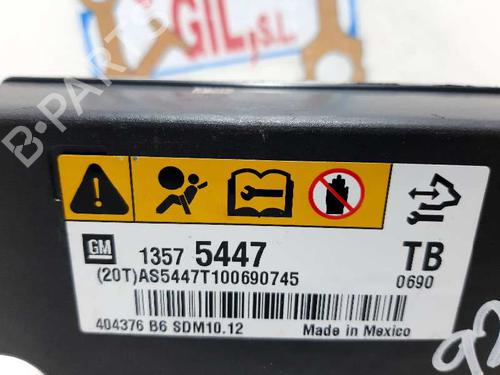 GIL, S.L
B-PARTS
GM
1357 5447
TB
(20T)AS5447T100690745
0690
404376 B6 SDM10.12
Made in Mexico